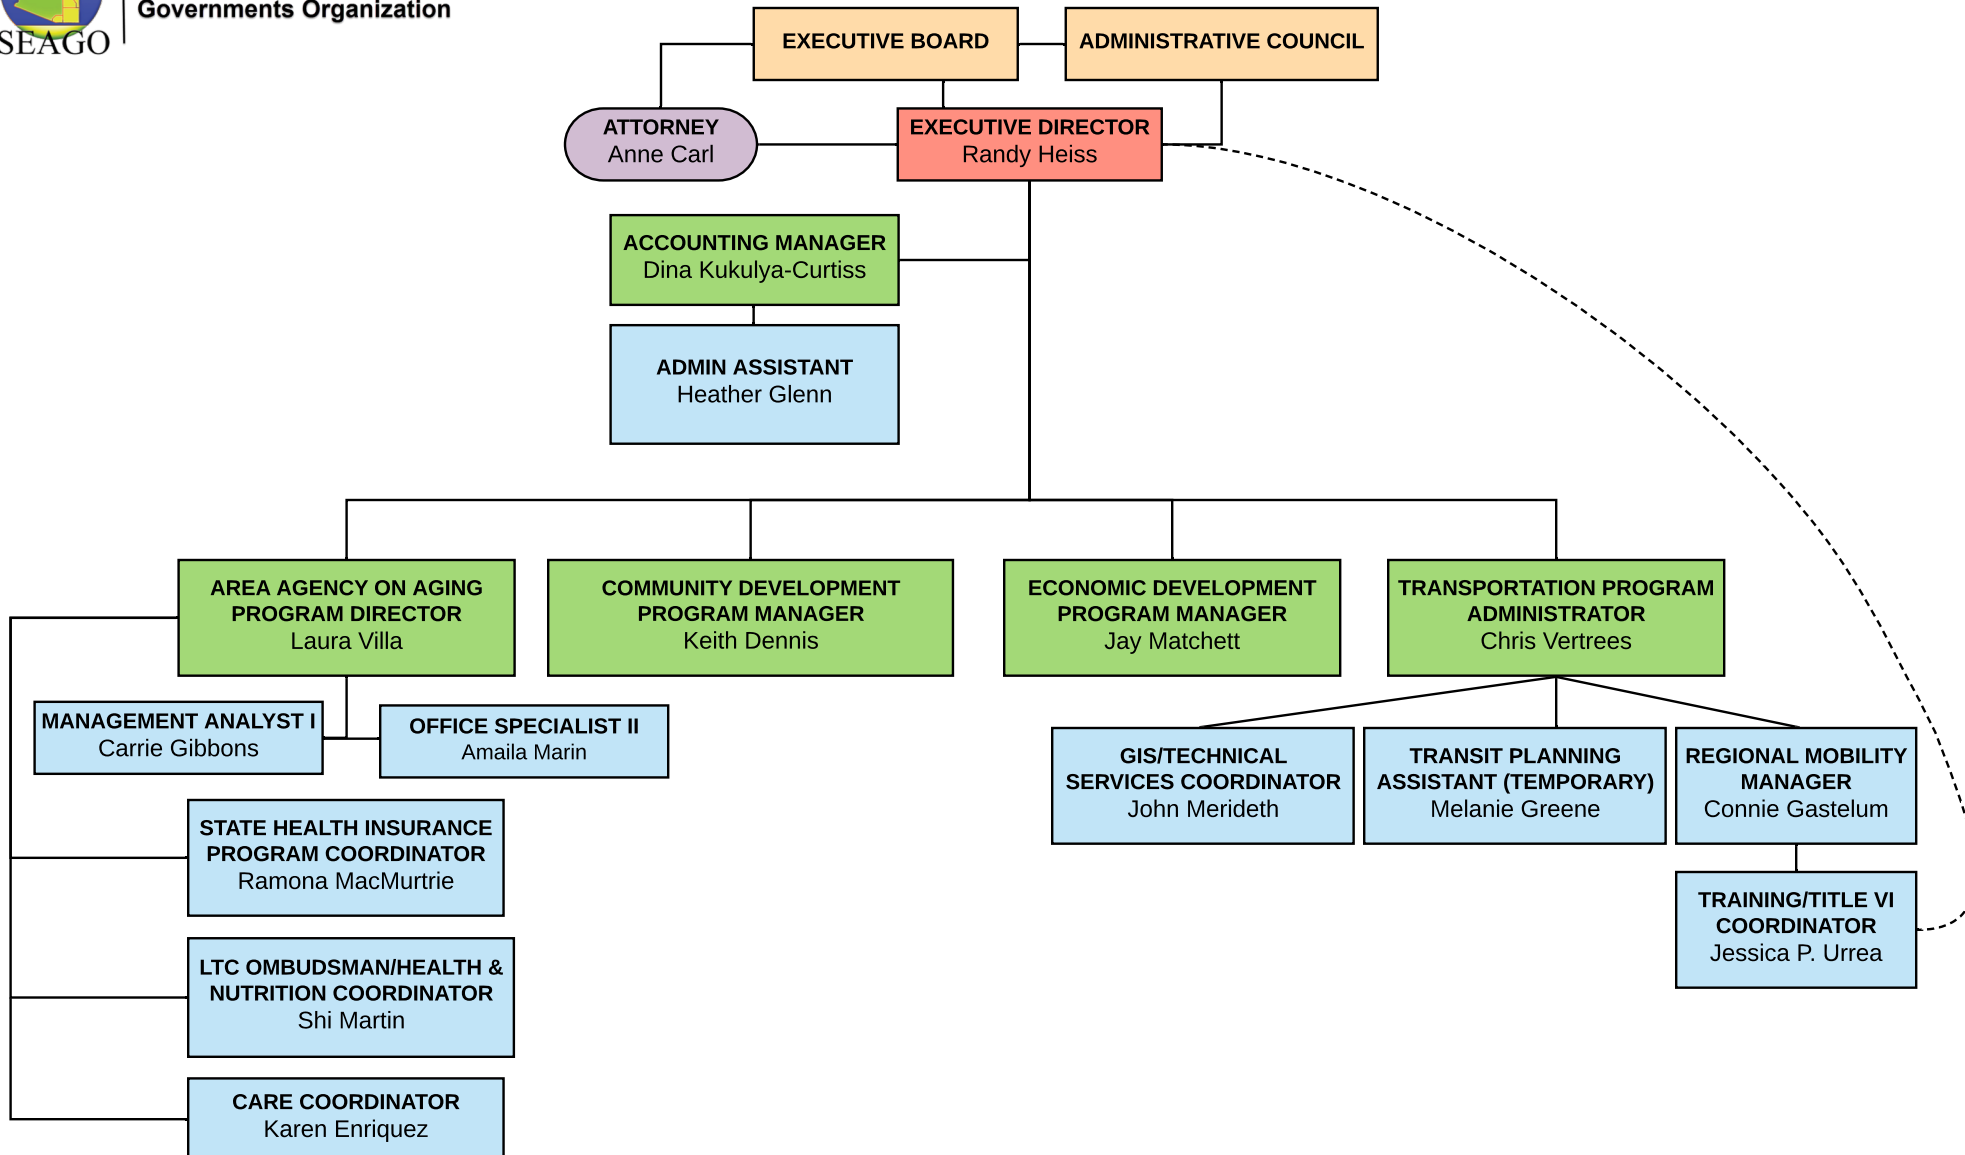 Governments Organization
SEAGO
EXECUTIVE BOARD
ADMINISTRATIVE COUNCIL
ATTORNEY
Anne Carl
EXECUTIVE DIRECTOR
Randy Heiss
ACCOUNTING MANAGER
Dina Kukulya-Curtiss
ADMIN ASSISTANT
Heather Glenn
AREA AGENCY ON AGING
PROGRAM DIRECTOR
Laura Villa
COMMUNITY DEVELOPMENT
PROGRAM MANAGER
Keith Dennis
ECONOMIC DEVELOPMENT
PROGRAM MANAGER
Jay Matchett
TRANSPORTATION PROGRAM
ADMINISTRATOR
Chris Vertrees
MANAGEMENT ANALYST I
Carrie Gibbons
OFFICE SPECIALIST II
Amaila Marin
GIS/TECHNICAL
SERVICES COORDINATOR
John Merideth
TRANSIT PLANNING
ASSISTANT (TEMPORARY)
Melanie Greene
REGIONAL MOBILITY
MANAGER
Connie Gastelum
STATE HEALTH INSURANCE
PROGRAM COORDINATOR
Ramona MacMurtrie
TRAINING/TITLE VI
COORDINATOR
Jessica P. Urrea
LTC OMBUDSMAN/HEALTH &
NUTRITION COORDINATOR
Shi Martin
CARE COORDINATOR
Karen Enriquez